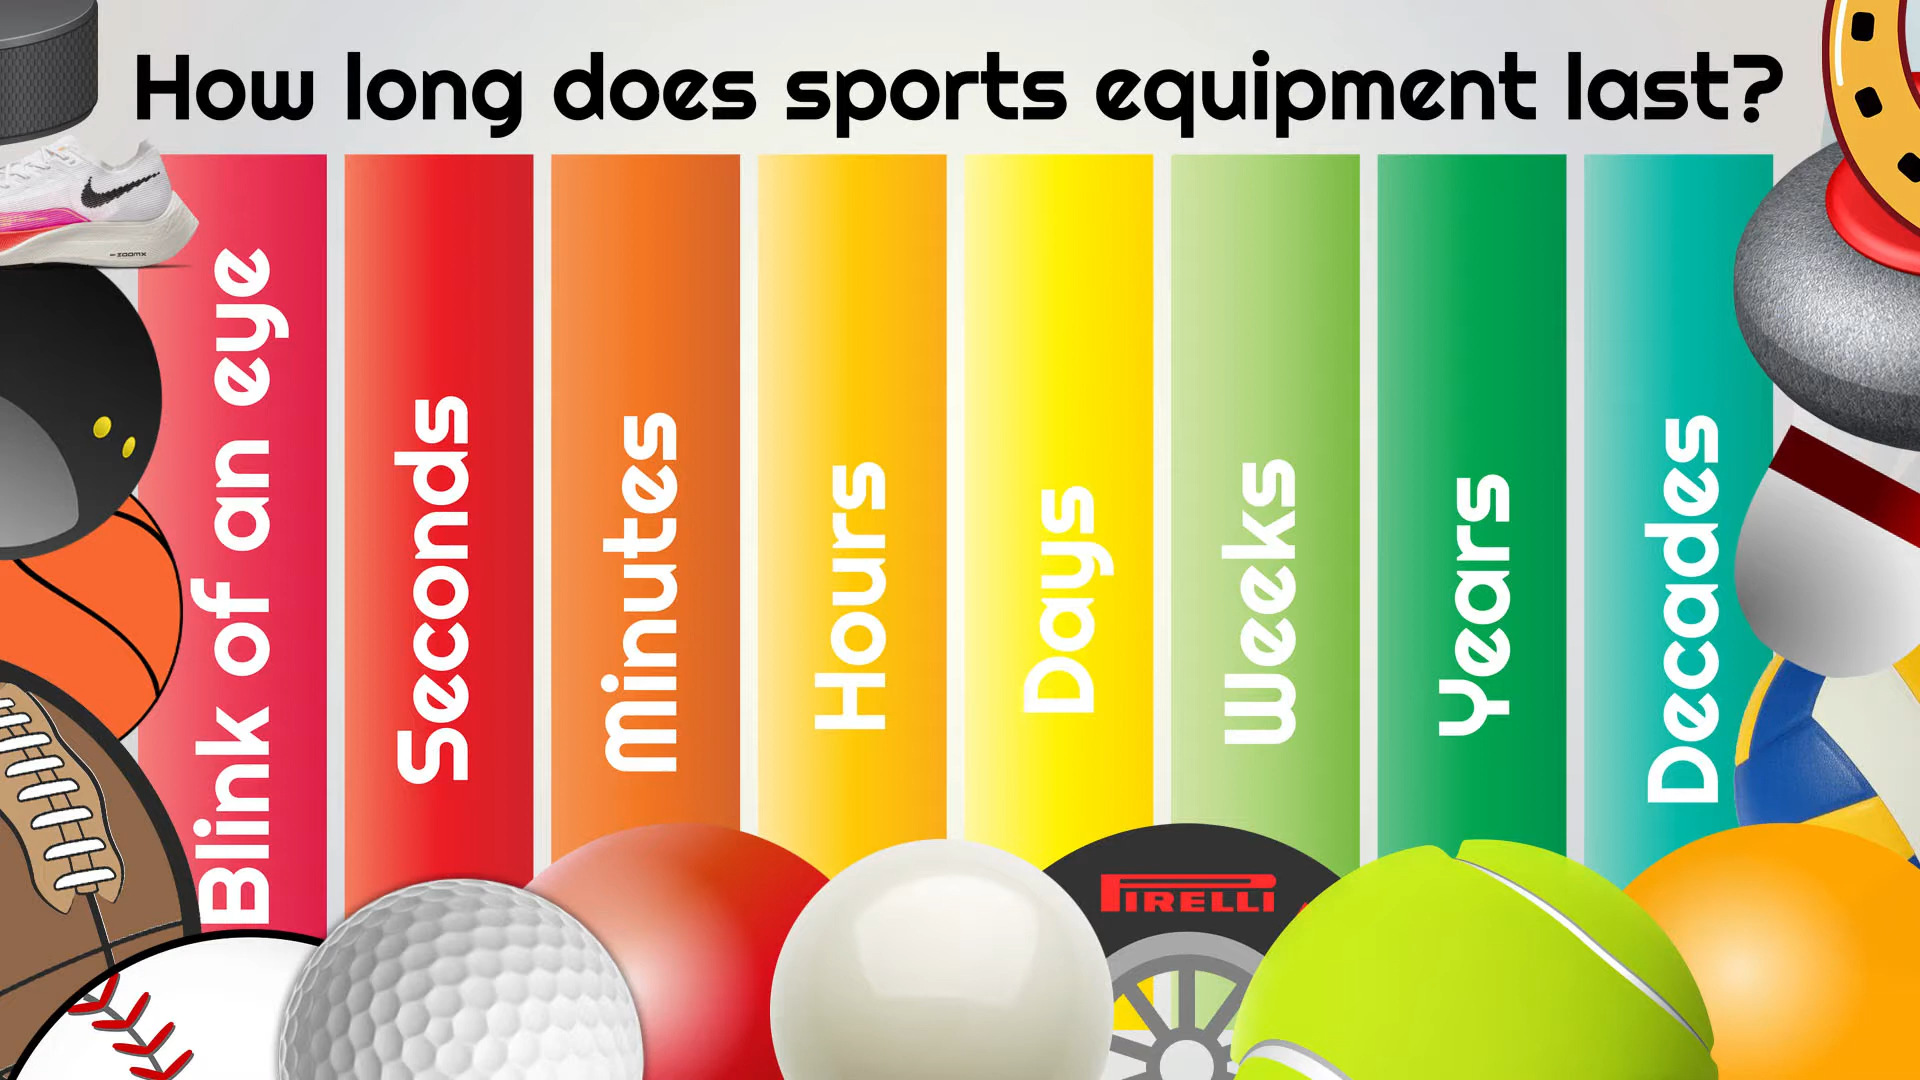 How long does sports equipment last?
Blink of an eye
Seconds
Minutes
Hours
Days
Weeks
Years
Decades
ZOOMX
PIRELLI